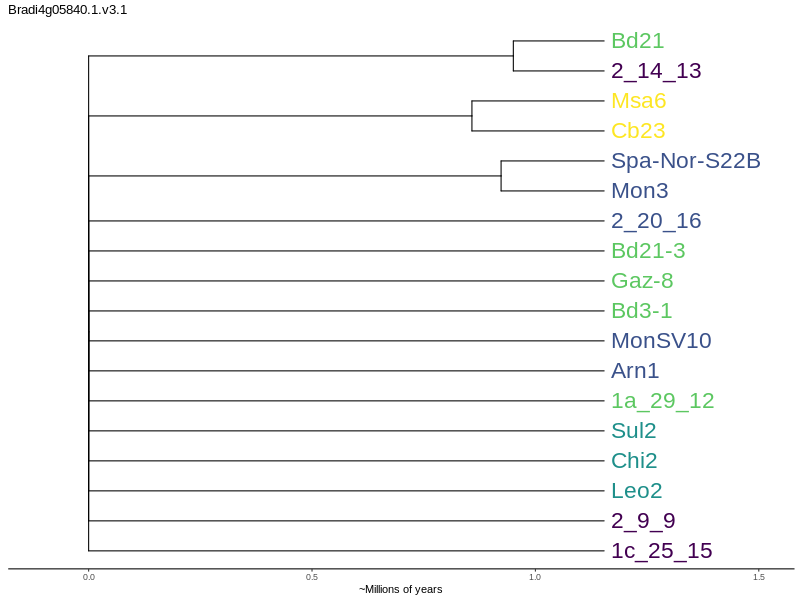 Bradi4g05840.1.v3.1
Bd21
2_14_13
Msa6
Cb23
Spa-Nor-S22B
Mon3
2_20_16
Bd21-3
Gaz-8
Bd3-1
MonSV10
Arn1
1a_29_12
Sul2
Chi2
Leo2
2_9_9
1c_25_15
0.0 0.5 1.0 1.5
~Millions of years